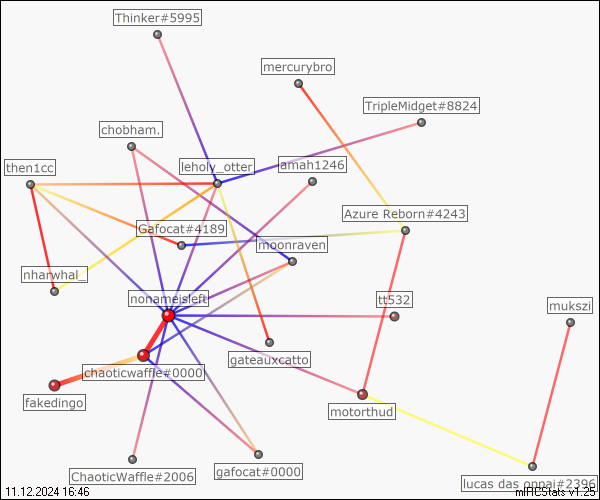 Thinker#5995
mercurybro
TripleMidget#8824
chobham.
then1cc
leholy_otter
amah1246
Azure Reborn#4243
Gafocat#4189
moonraven
nharwhal_
nonameisleft
tt532
mukszi
gateauxcatto
chaoticwaffle#0000
fakedingo
motorthud
ChaoticWaffle#2006
gafocat#0000
lucas das oppai#2396
11.12.2024 16:46
mIRCStats v1.25